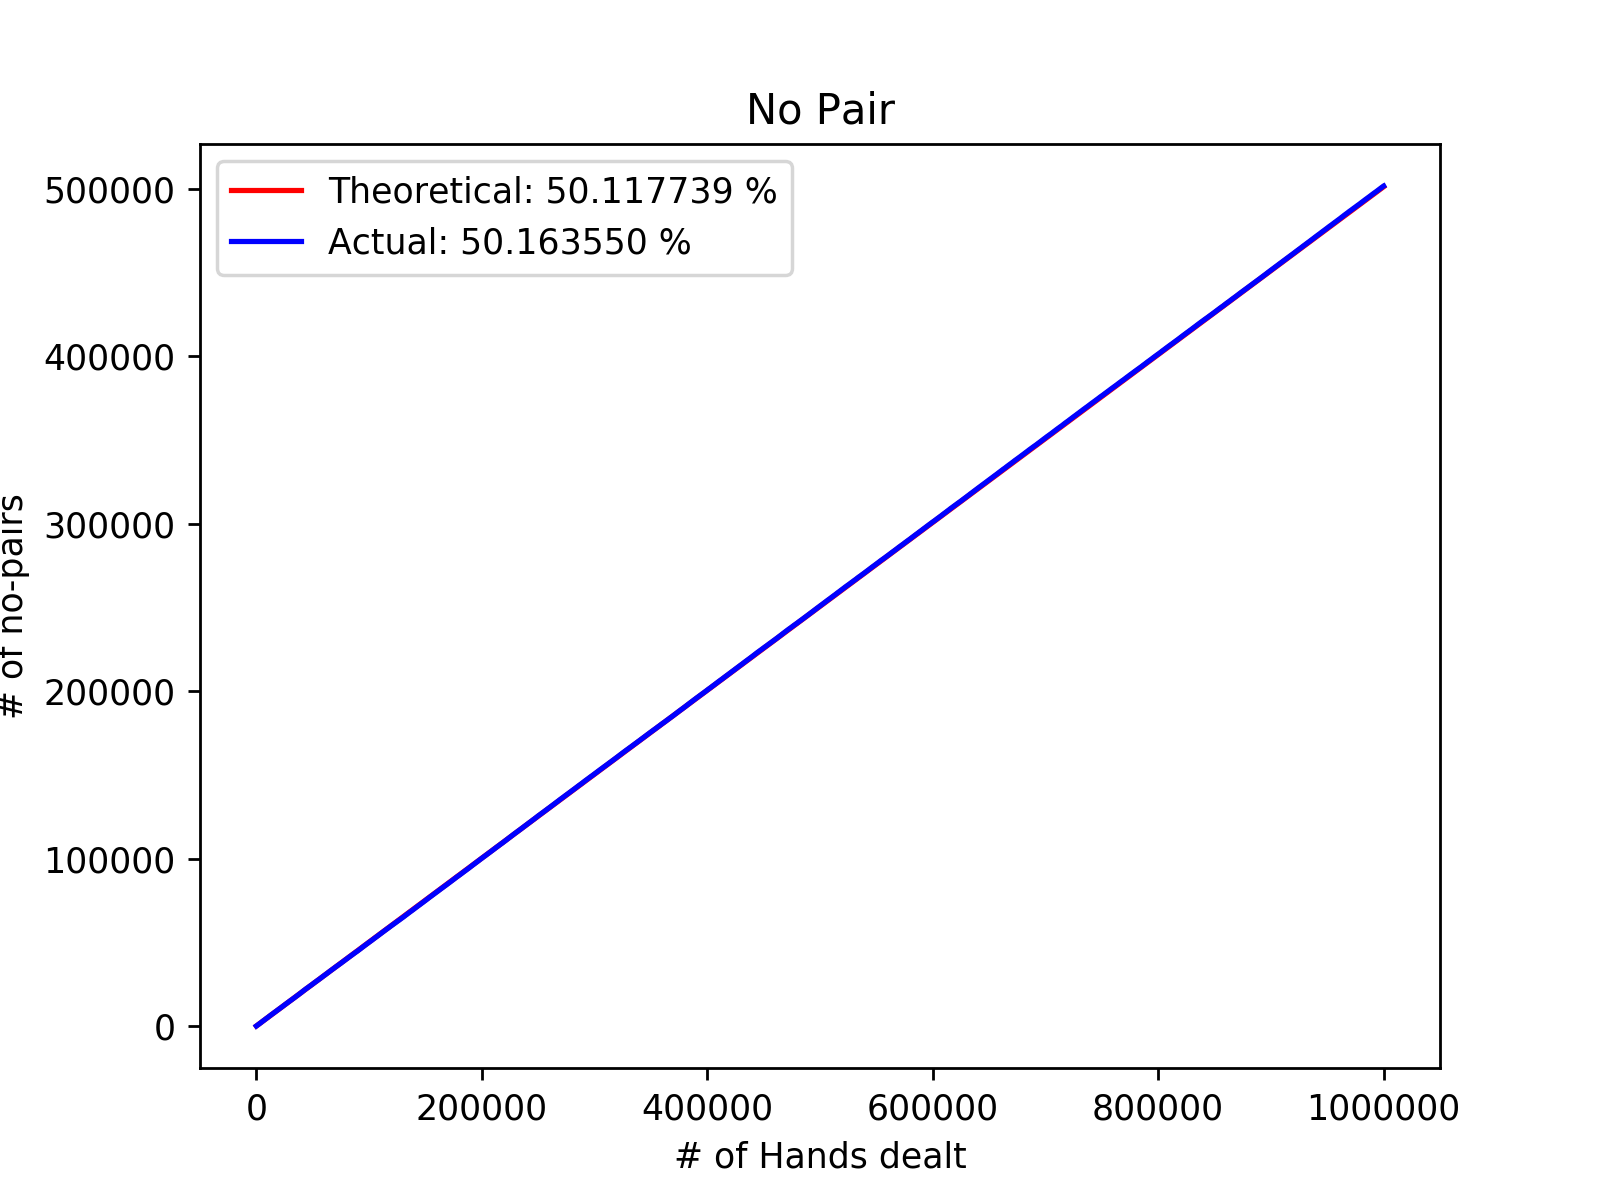 No Pair
Theoretical: 50.117739 %
Actual: 50.163550 %
500000
400000
300000
200000
100000
0
# of no-pairs
0 200000 400000 600000 800000 1000000
# of Hands dealt